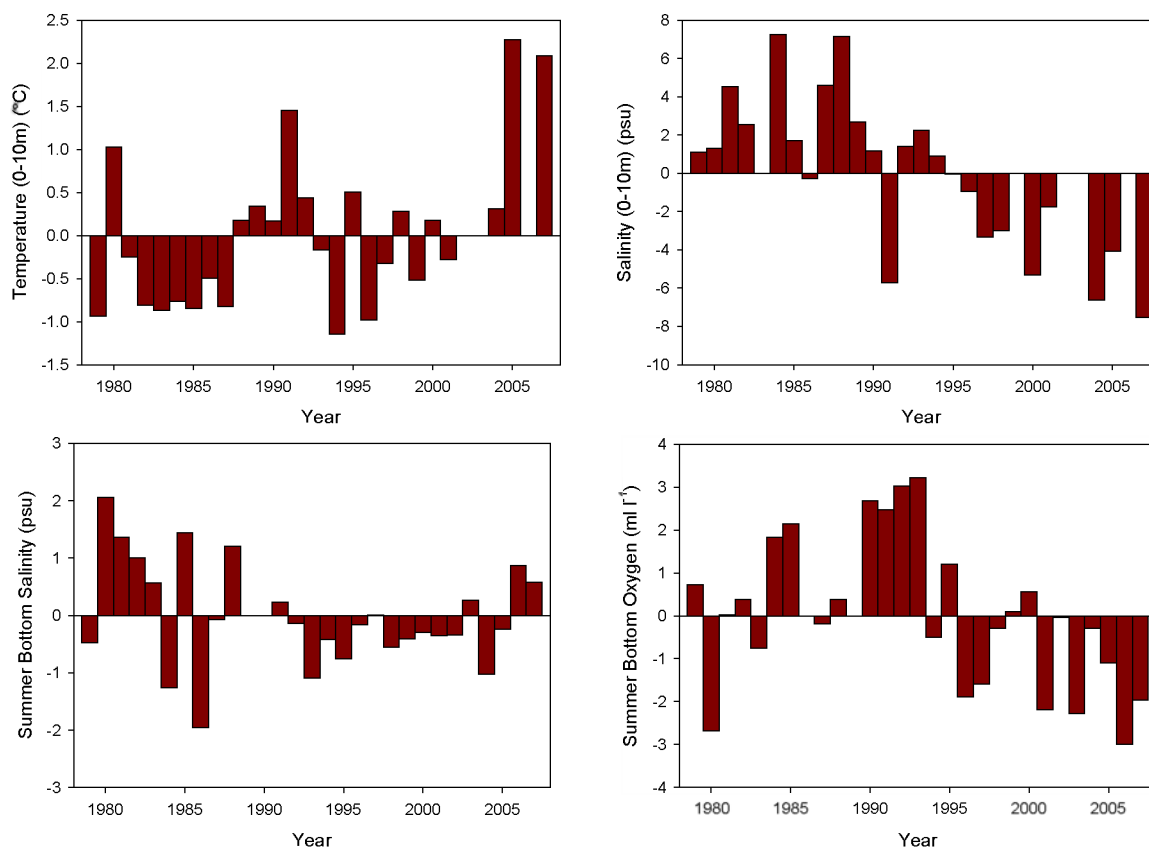 Temperature (0-10m) (°C)
2.5
2.0
1.5
1.0
0.5
0.0
-0.5
-1.0
-1.5
1980 1985 1990 1995 2000 2005
Year
Salinity (0-10m) (psu)
8
6
4
2
0
-2
-4
-6
-8
-10
1980 1985 1990 1995 2000 2005
Year
Summer Bottom Salinity (psu)
3
2
1
0
-1
-2
-3
1980 1985 1990 1995 2000 2005
Year
Summer Bottom Oxygen (ml l⁻¹)
4
3
2
1
0
-1
-2
-3
-4
1980 1985 1990 1995 2000 2005
Year